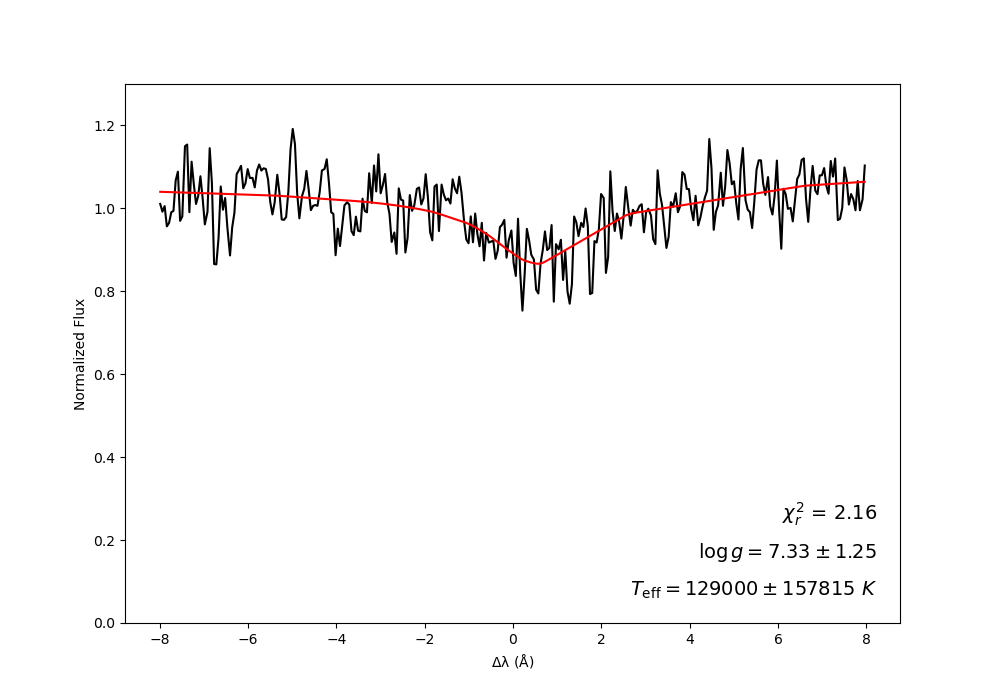 Normalized Flux
1.2
1.0
0.8
0.6
0.4
0.2
0.0
χ²ᵣ = 2.16
log g = 7.33 ± 1.25
T_eff = 129000 ± 157815 K
−8 −6 −4 −2 0 2 4 6 8
Δλ (Å)